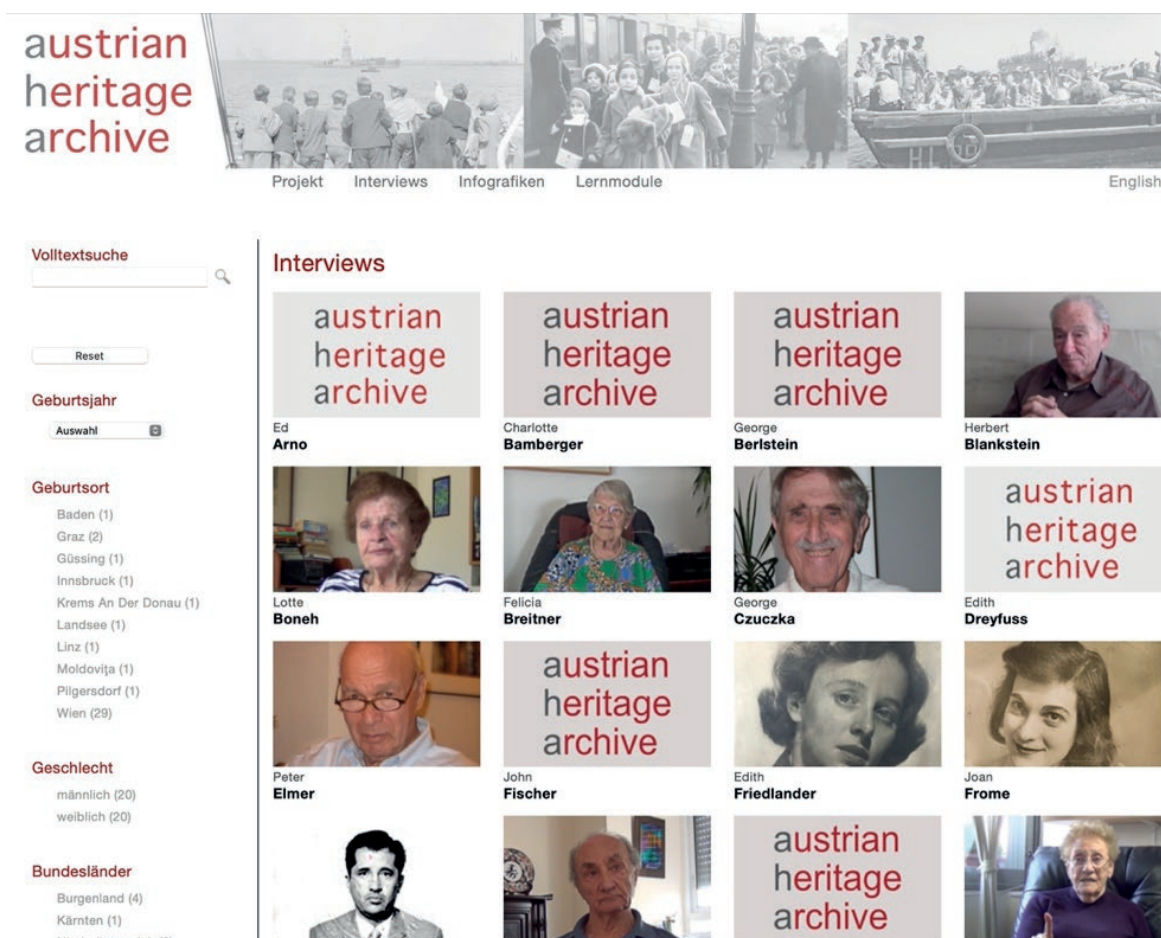 austrian
heritage
archive
Projekt Interviews Infografiken Lernmodule English
Volltextsuche
Reset
Geburtsjahr
Auswahl
Geburtsort
Baden (1)
Graz (2)
Güssing (1)
Innsbruck (1)
Krems An Der Donau (1)
Landsee (1)
Linz (1)
Moldoviţa (1)
Pilgersdorf (1)
Wien (29)
Geschlecht
männlich (20)
weiblich (20)
Bundesländer
Burgenland (4)
Kärnten (1)
Interviews
austrian
heritage
archive
Ed
Arno
austrian
heritage
archive
Charlotte
Bamberger
austrian
heritage
archive
George
Berlstein
Herbert
Blankstein
Lotte
Boneh
Felicia
Breitner
George
Czuczka
austrian
heritage
archive
Edith
Dreyfuss
Peter
Elmer
austrian
heritage
archive
John
Fischer
Edith
Friedlander
Joan
Frome
austrian
heritage
archive